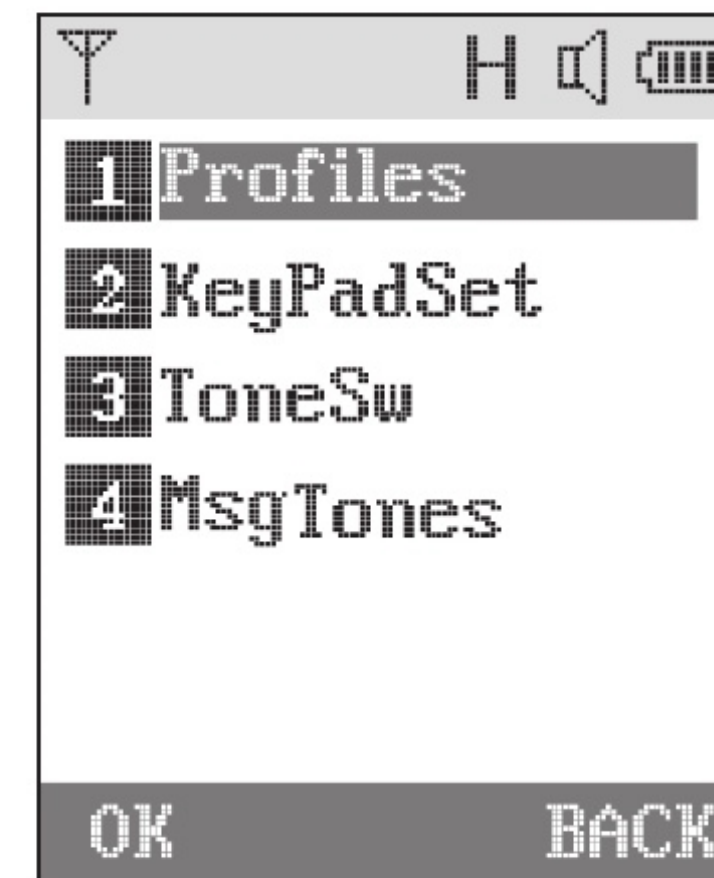 H
1 Profiles
2 KeyPadSet
3 ToneSw
4 MsgTones
OK BACK